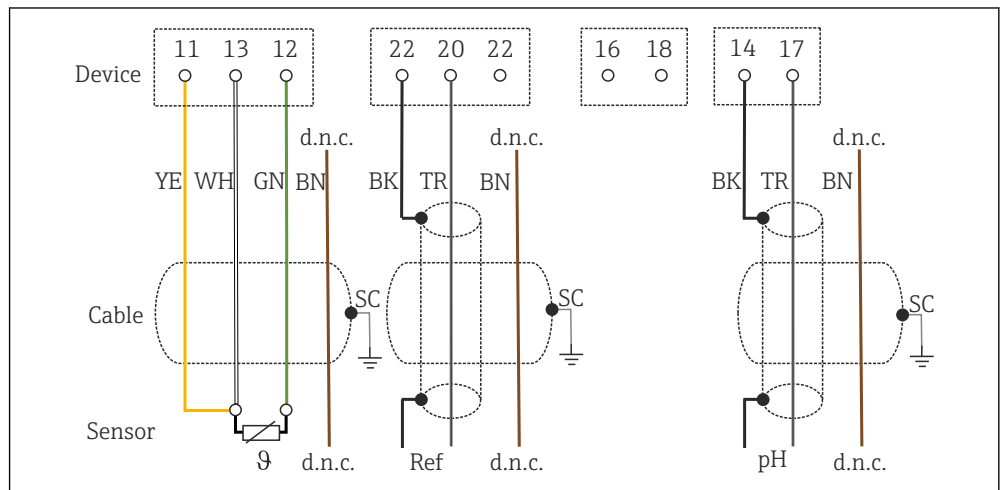 11 13 12 22 20 22 16 18 14 17
Device
d.n.c. d.n.c. d.n.c.
YE WH GN BN BK TR BN BK TR BN
SC SC SC
Cable
Sensor
ϑ d.n.c. Ref d.n.c. pH d.n.c.